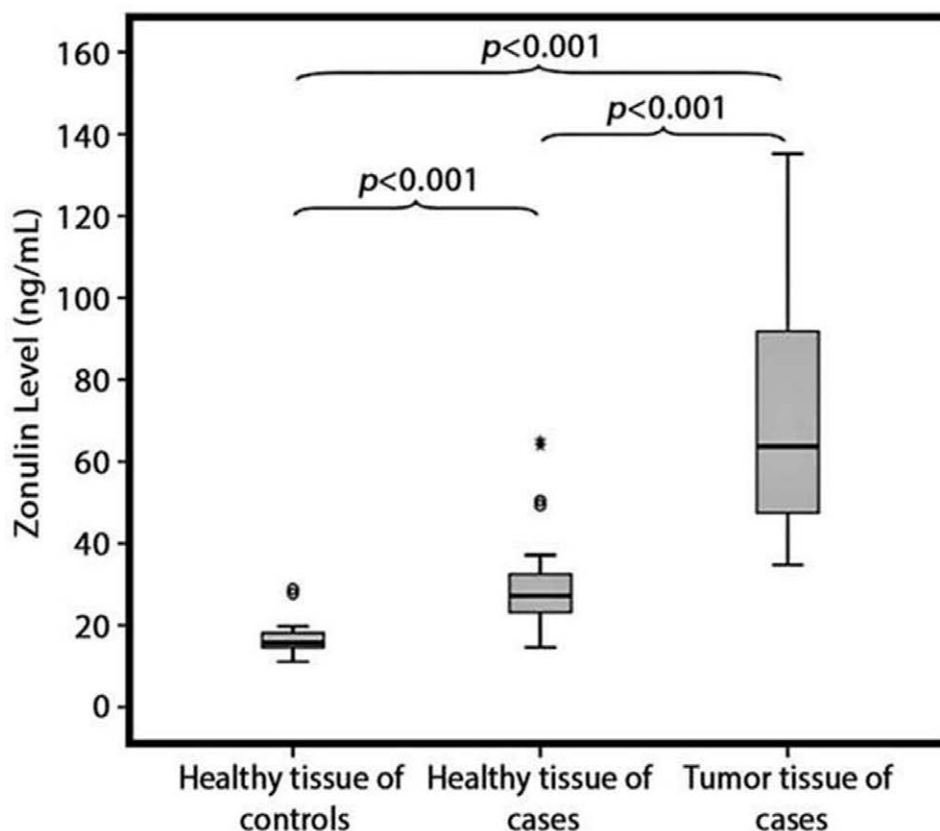 160
p<0.001
140
p<0.001
p<0.001
120
100
80
60
40
20
0
Zonulin Level (ng/mL)
Healthy tissue of
controls
Healthy tissue of
cases
Tumor tissue of
cases